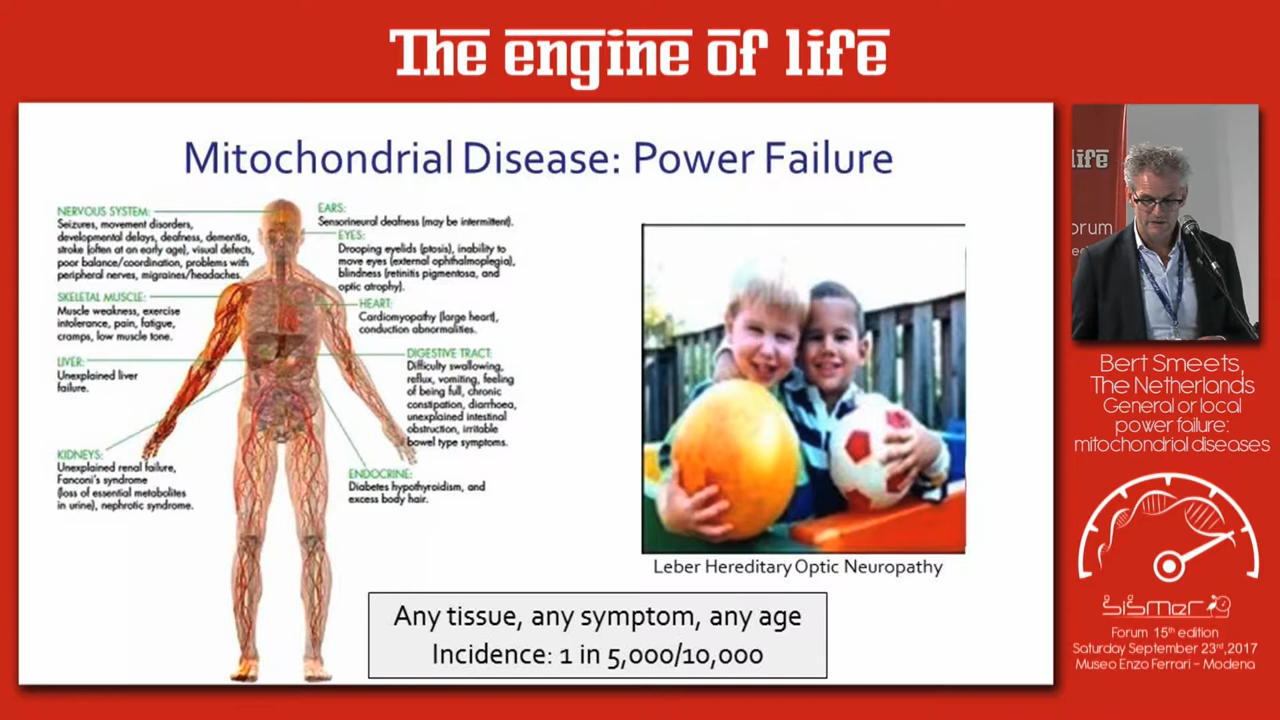 The engine of life
Mitochondrial Disease: Power Failure
NERVOUS SYSTEM:
Seizures, movement disorders,
developmental delays, deafness, dementia,
stroke (often at an early age), visual defects,
poor balance/coordination, problems with
peripheral nerves, migraines/headaches.
SKELETAL MUSCLE:
Muscle weakness, exercise
intolerance, pain, fatigue,
cramps, low muscle tone.
LIVER:
Unexplained liver
failure.
KIDNEYS:
Unexplained renal failure,
Fanconi's syndrome
(loss of essential metabolites
in urine), nephrotic syndrome.
EARS:
Sensorineural deafness (may be intermittent).
EYES:
Drooping eyelids (ptosis), inability to
move eyes (external ophthalmoplegia),
blindness (retinitis pigmentosa, and
optic atrophy).
HEART:
Cardiomyopathy (large heart),
conduction abnormalities.
DIGESTIVE TRACT:
Difficulty swallowing,
reflux, vomiting, feeling
of being full, chronic
constipation, diarrhoea,
unexplained intestinal
obstruction, irritable
bowel type symptoms.
ENDOCRINE:
Diabetes hypothyroidism, and
excess body hair.
Leber Hereditary Optic Neuropathy
Any tissue, any symptom, any age
Incidence: 1 in 5,000/10,000
life
orum
Bert Smeets,
The Netherlands
General or local
power failure:
mitochondrial diseases
SISMER
Forum 15th edition
Saturday September 23rd,2017
Museo Enzo Ferrari - Modena